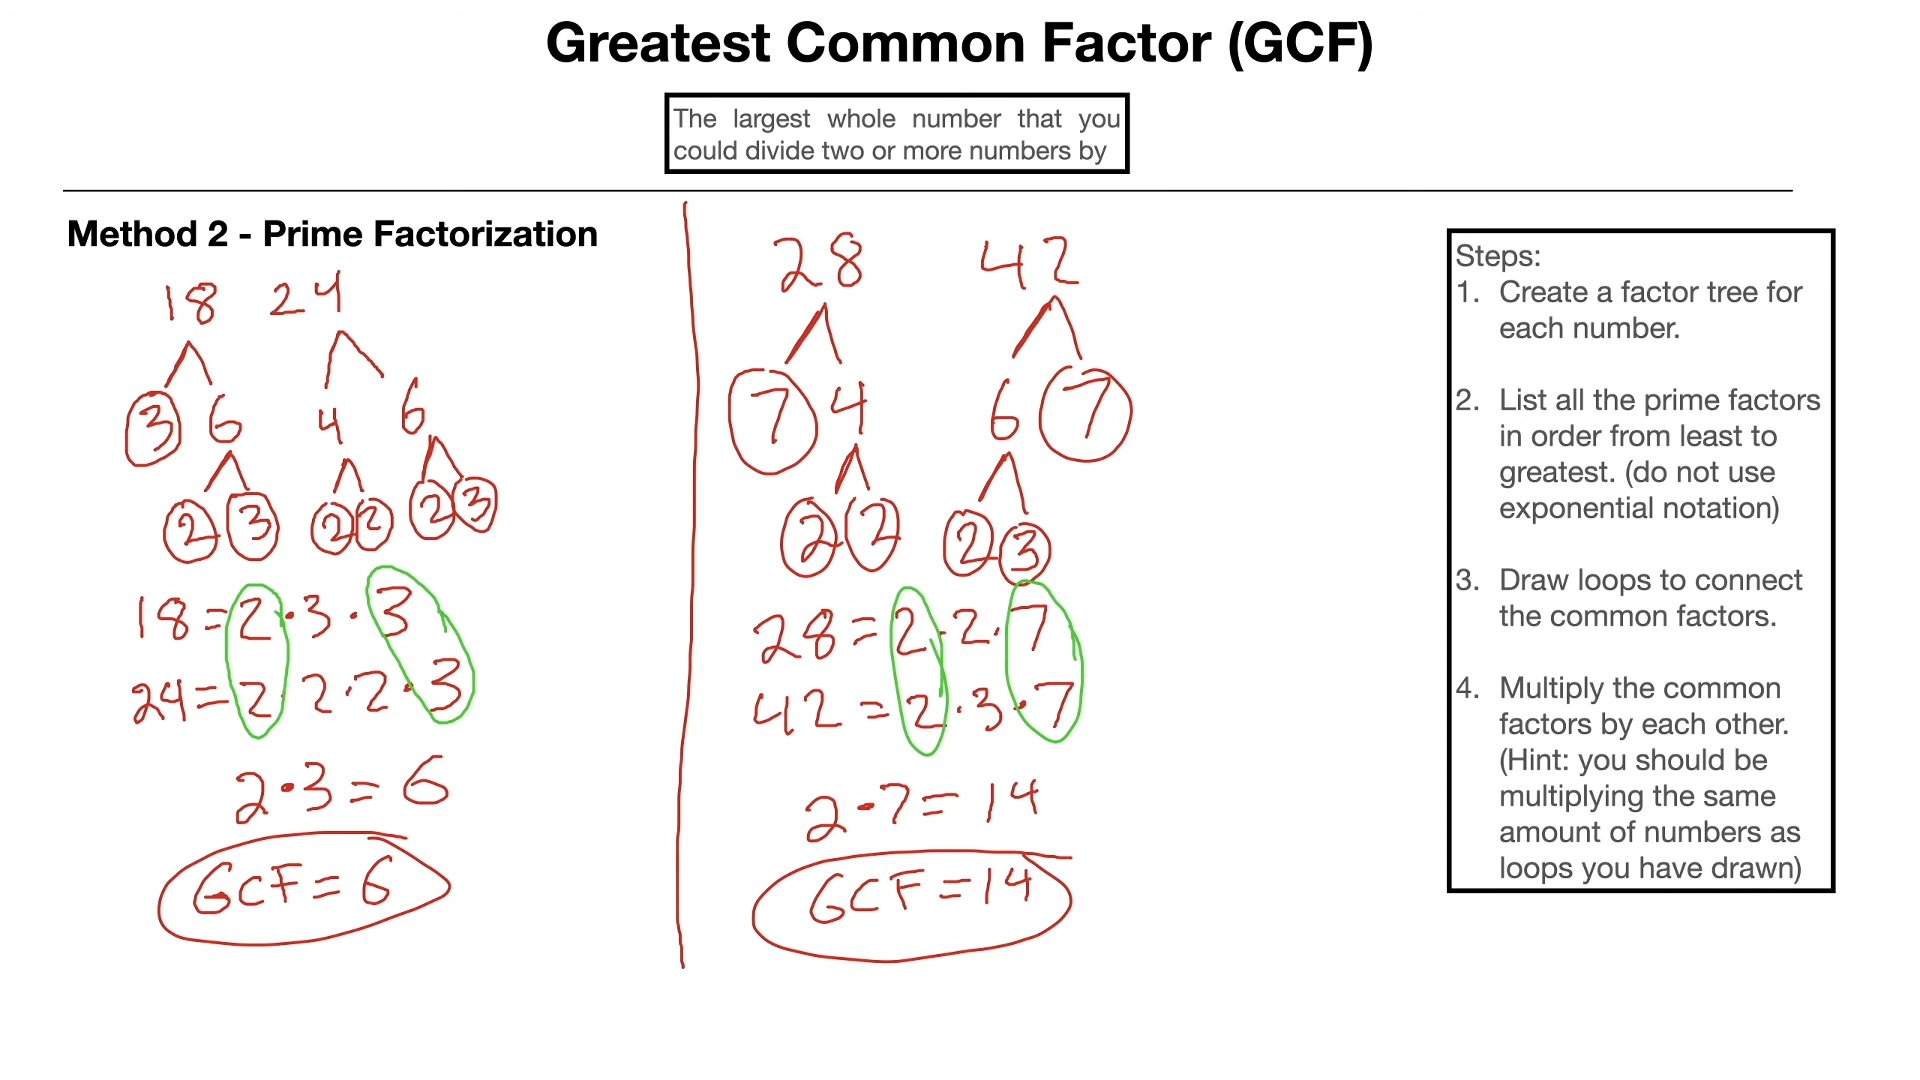 Greatest Common Factor (GCF)
The largest whole number that you
could divide two or more numbers by
Method 2 - Prime Factorization
18 24
3 6 4 6
2 3 2 2 2 3
18 = 2 · 3 · 3
24 = 2 · 2 · 2 · 3
2 · 3 = 6
GCF = 6
28 42
7 4 6 7
2 2 2 3
28 = 2 · 2 · 7
42 = 2 · 3 · 7
2 · 7 = 14
GCF = 14
Steps:
1. Create a factor tree for
each number.
2. List all the prime factors
in order from least to
greatest. (do not use
exponential notation)
3. Draw loops to connect
the common factors.
4. Multiply the common
factors by each other.
(Hint: you should be
multiplying the same
amount of numbers as
loops you have drawn)